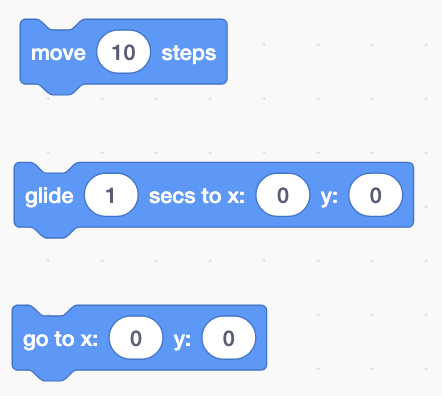 move 10 steps
glide 1 secs to x: 0 y: 0
go to x: 0 y: 0